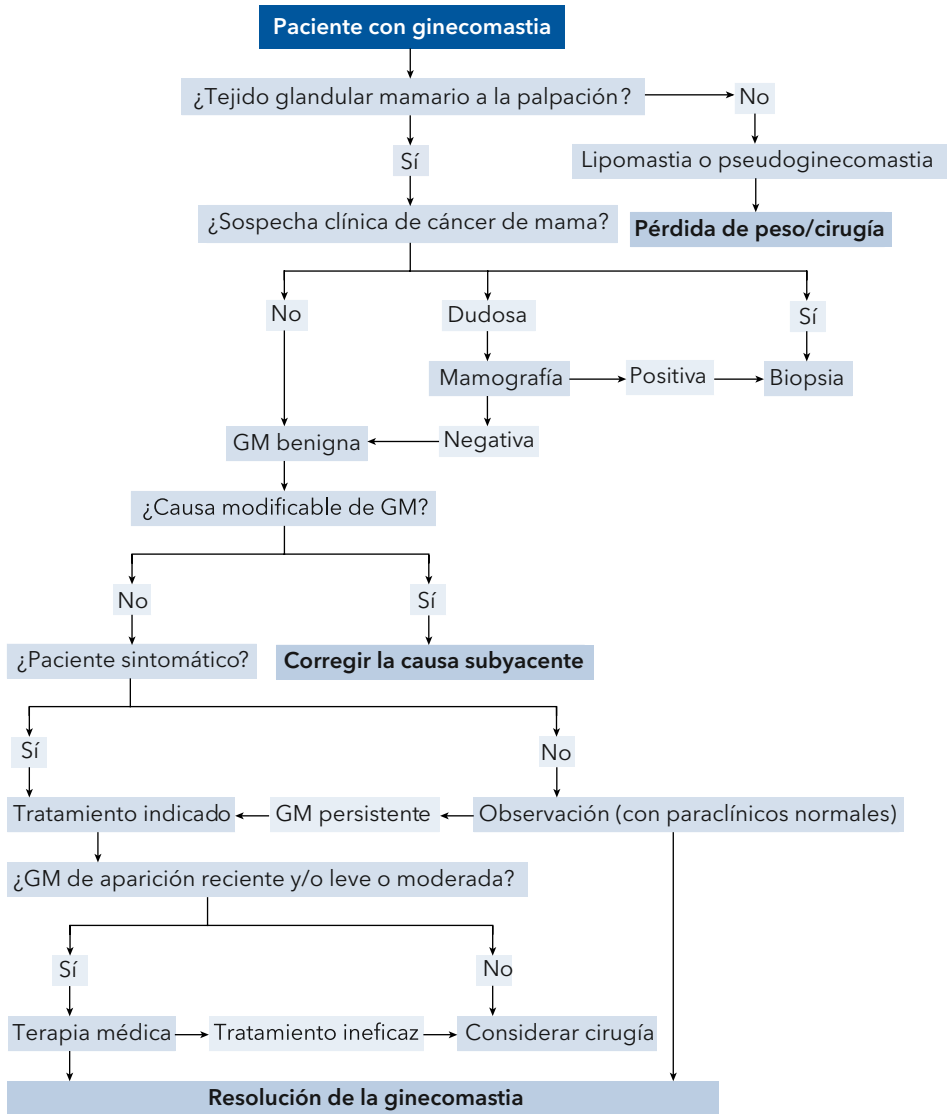 Paciente con ginecomastia
¿Tejido glandular mamario a la palpación?
No
Sí
Lipomastia o pseudoginecomastia
¿Sospecha clínica de cáncer de mama?
Pérdida de peso/cirugía
No
Dudosa
Sí
Mamografía
Positiva
Biopsia
GM benigna
Negativa
¿Causa modificable de GM?
No
Sí
¿Paciente sintomático?
Corregir la causa subyacente
Sí
No
Tratamiento indicado
GM persistente
Observación (con paraclínicos normales)
¿GM de aparición reciente y/o leve o moderada?
Sí
No
Terapia médica
Tratamiento ineficaz
Considerar cirugía
Resolución de la ginecomastia